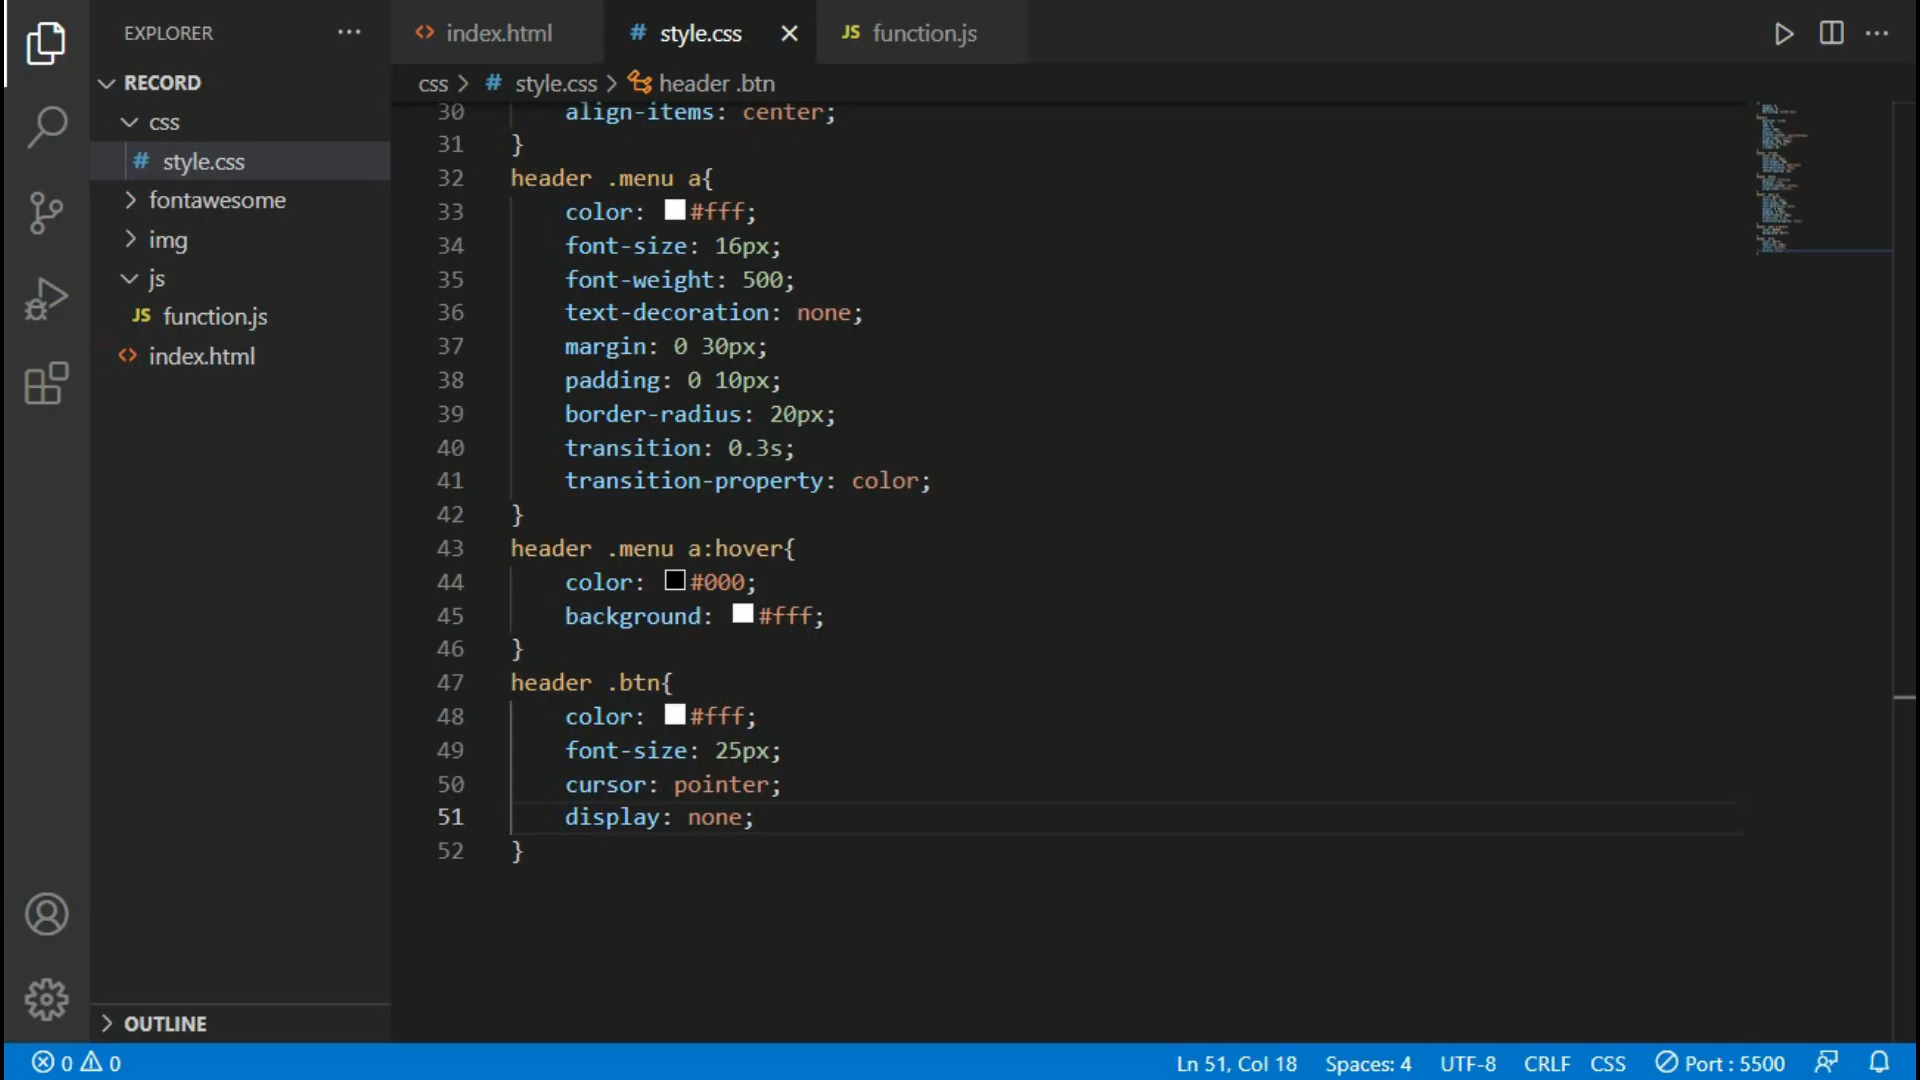 EXPLORER
RECORD
css
# style.css
fontawesome
img
js
JS function.js
<> index.html
OUTLINE
<> index.html
# style.css
JS function.js
css > # style.css > header .btn
30 align-items: center;
31 }
32 header .menu a{
33 color: #fff;
34 font-size: 16px;
35 font-weight: 500;
36 text-decoration: none;
37 margin: 0 30px;
38 padding: 0 10px;
39 border-radius: 20px;
40 transition: 0.3s;
41 transition-property: color;
42 }
43 header .menu a:hover{
44 color: #000;
45 background: #fff;
46 }
47 header .btn{
48 color: #fff;
49 font-size: 25px;
50 cursor: pointer;
51 display: none;
52 }
0 0 Ln 51, Col 18 Spaces: 4 UTF-8 CRLF CSS Port : 5500